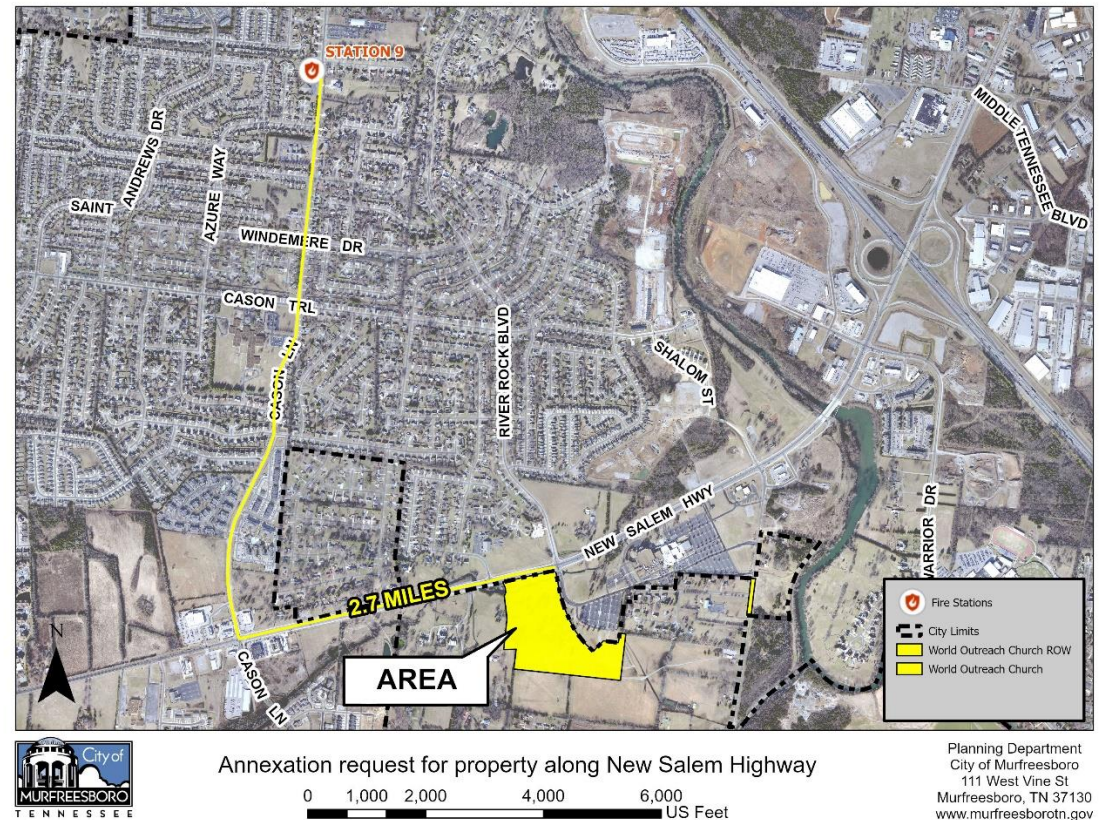 STATION 9
MIDDLE TENNESSEE BLVD
SAINT ANDREWS DR
AZURE WAY
WINDEMERE DR
CASON TRL
RIVER ROCK BLVD
CASON LN
SHALOM ST
NEW SALEM HWY
WARRIOR DR
2.7 MILES
AREA
N
CASON LN
Fire Stations
City Limits
World Outreach Church ROW
World Outreach Church
City of
MURFREESBORO
TENNESSEE
Annexation request for property along New Salem Highway
0 1,000 2,000 4,000 6,000
US Feet
Planning Department
City of Murfreesboro
111 West Vine St
Murfreesboro, TN 37130
www.murfreesborotn.gov